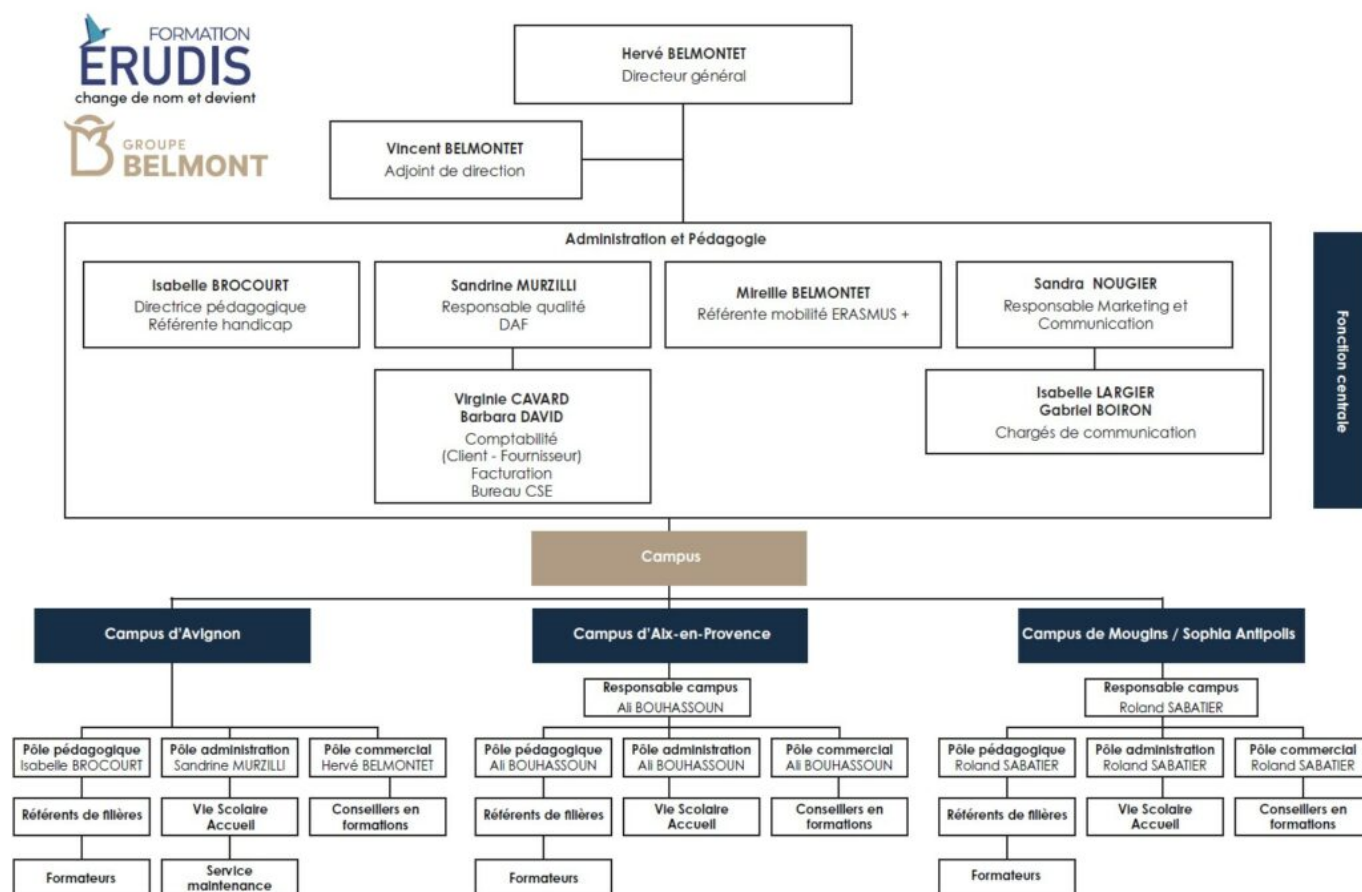 FORMATION
ERUDIS
change de nom et devient
GROUPE
BELMONT
Hervé BELMONTET
Directeur général
Vincent BELMONTET
Adjoint de direction
Administration et Pédagogie
Isabelle BROCOURT
Directrice pédagogique
Référente handicap
Sandrine MURZILLI
Responsable qualité
DAF
Mireille BELMONTET
Référente mobilité ERASMUS +
Sandra NOUGIER
Responsable Marketing et
Communication
Virginie CAVARD
Barbara DAVID
Comptabilité
(Client - Fournisseur)
Facturation
Bureau CSE
Isabelle LARGIER
Gabriel BOIRON
Chargés de communication
Fonction centrale
Campus
Campus d'Avignon
Campus d'Aix-en-Provence
Campus de Mougins / Sophia Antipolis
Responsable campus
Ali BOUHASSOUN
Responsable campus
Roland SABATIER
Pôle pédagogique
Isabelle BROCOURT
Pôle administration
Sandrine MURZILLI
Pôle commercial
Hervé BELMONTET
Pôle pédagogique
Ali BOUHASSOUN
Pôle administration
Ali BOUHASSOUN
Pôle commercial
Ali BOUHASSOUN
Pôle pédagogique
Roland SABATIER
Pôle administration
Roland SABATIER
Pôle commercial
Roland SABATIER
Référents de filières
Vie Scolaire
Accueil
Conseillers en
formations
Référents de filières
Vie Scolaire
Accueil
Conseillers en
formations
Référents de filières
Vie Scolaire
Accueil
Conseillers en
formations
Formateurs
Service
maintenance
Formateurs
Formateurs